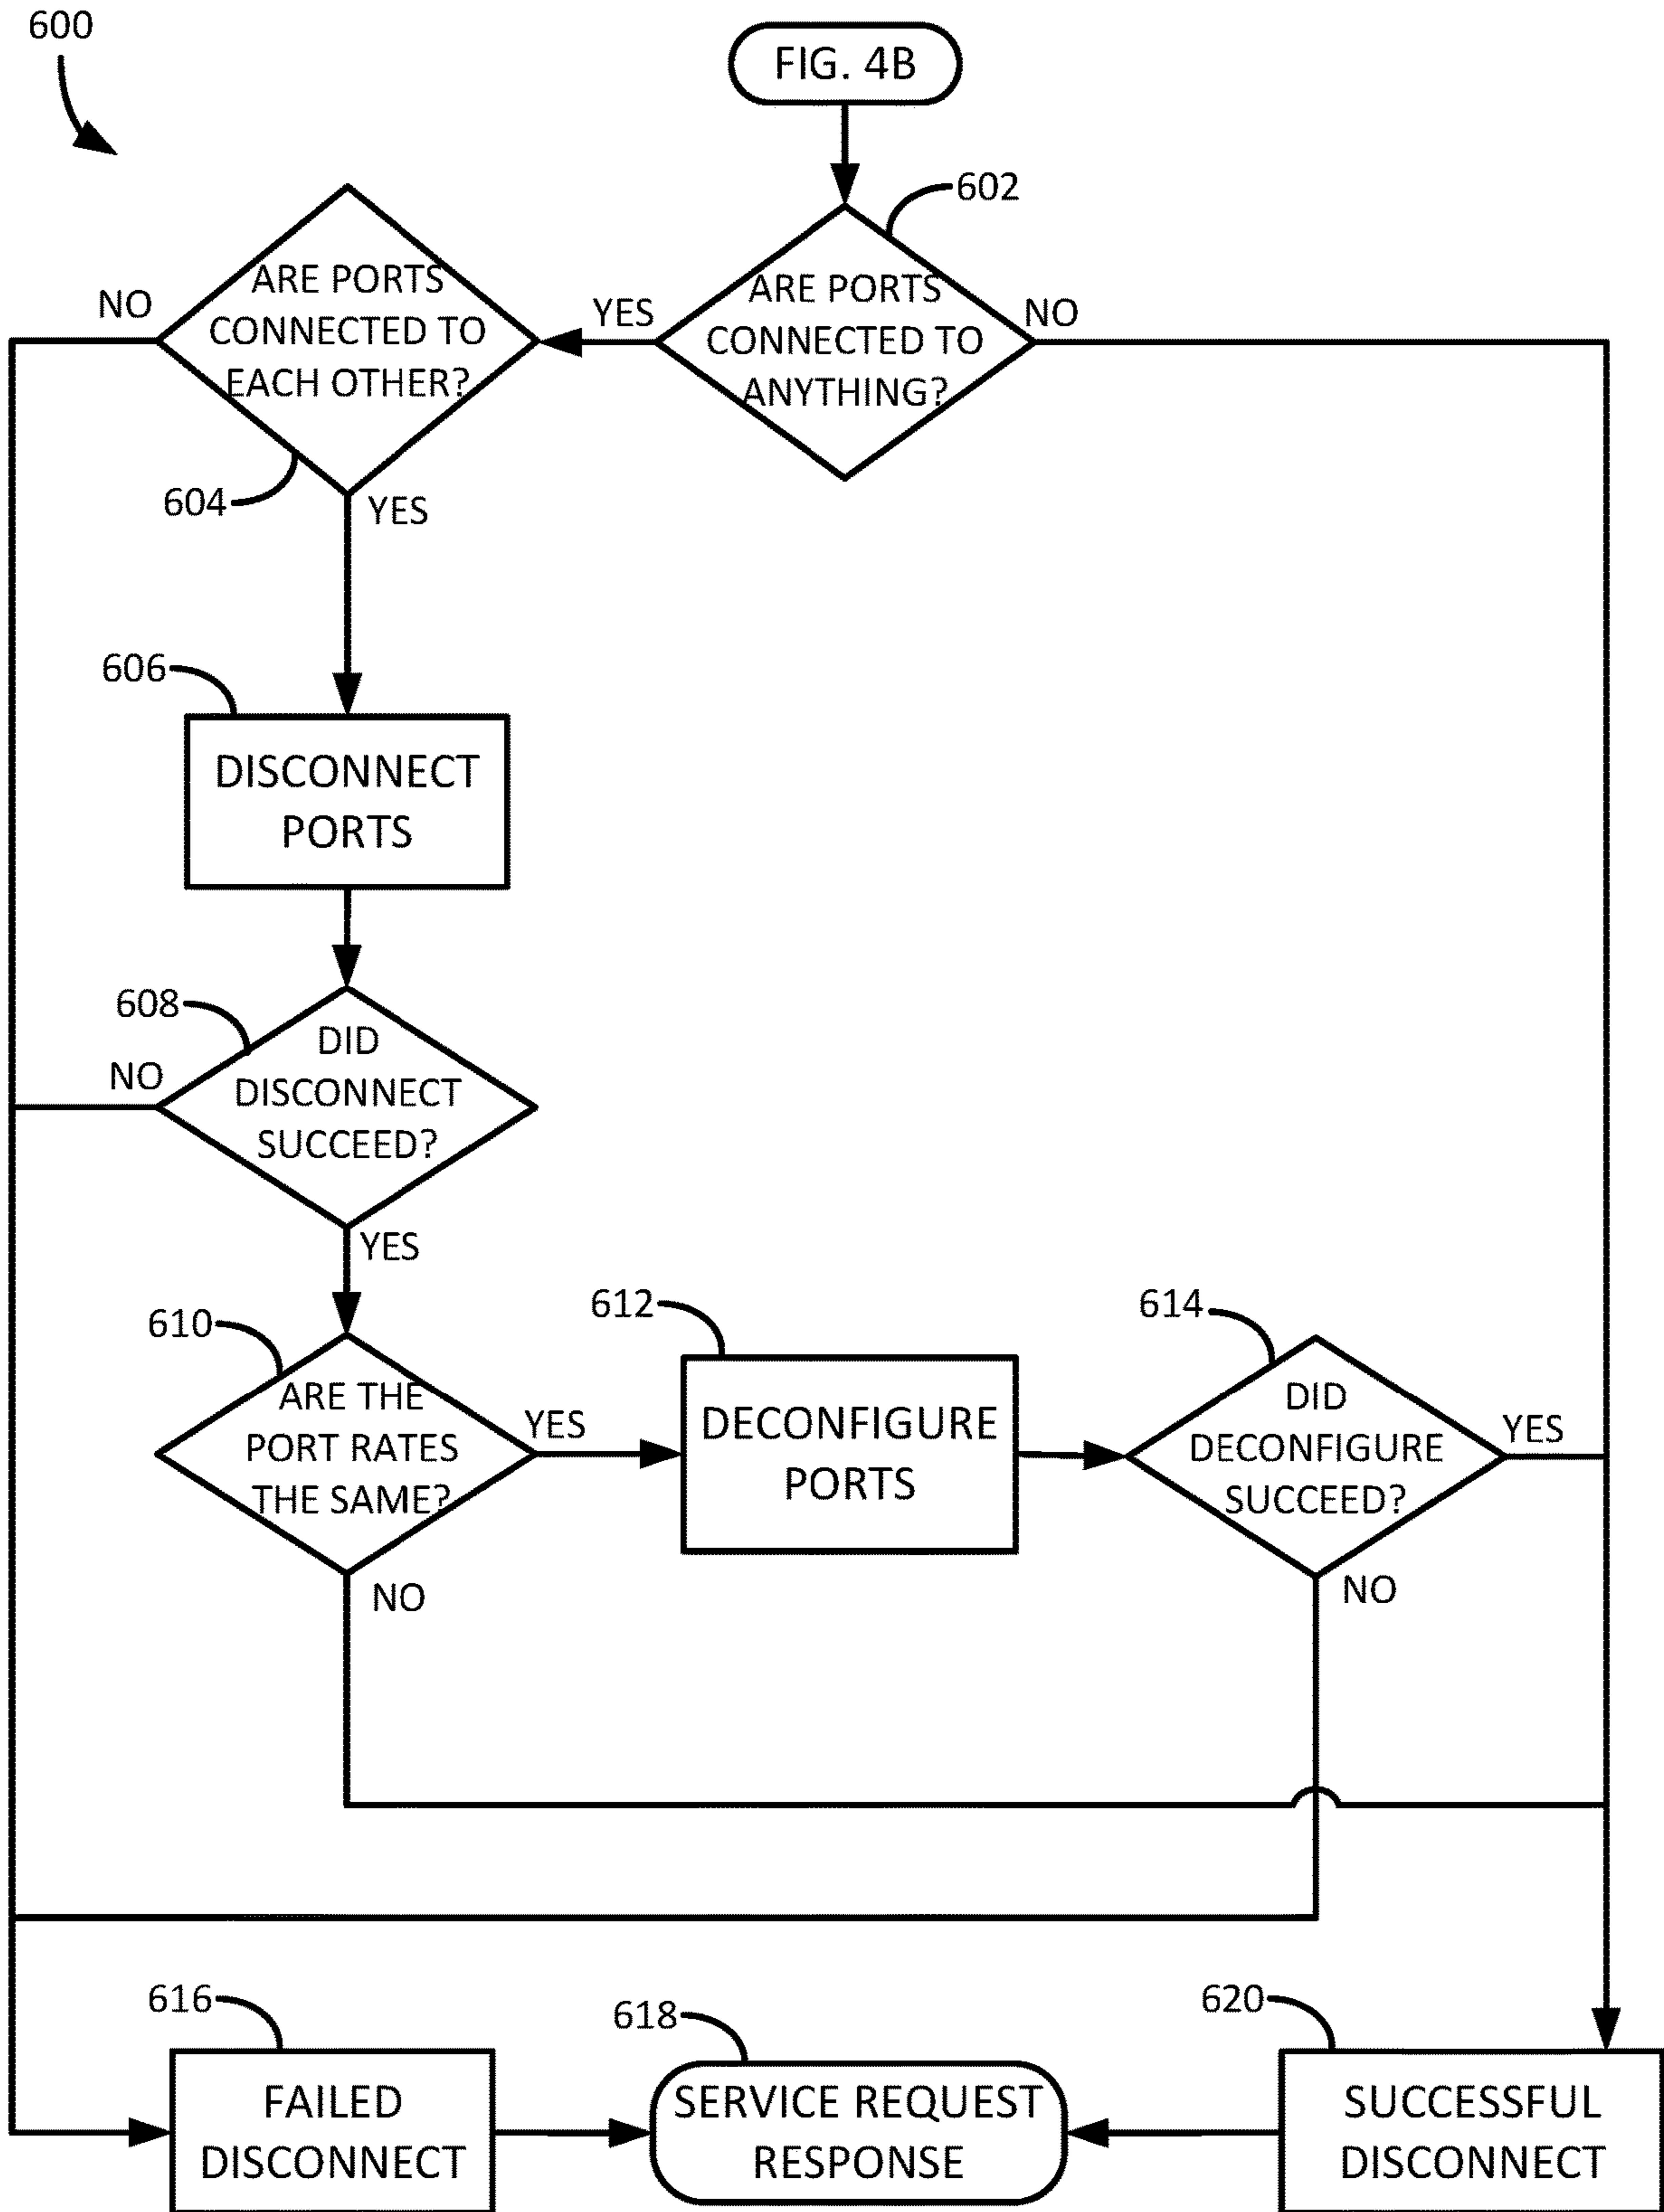 600
FIG. 4B
602
ARE PORTS
CONNECTED TO
ANYTHING?
YES
NO
ARE PORTS
CONNECTED TO
EACH OTHER?
NO
604
YES
606
DISCONNECT
PORTS
608
DID
DISCONNECT
SUCCEED?
NO
YES
610
ARE THE
PORT RATES
THE SAME?
YES
NO
612
DECONFIGURE
PORTS
614
DID
DECONFIGURE
SUCCEED?
YES
NO
616
FAILED
DISCONNECT
618
SERVICE REQUEST
RESPONSE
620
SUCCESSFUL
DISCONNECT